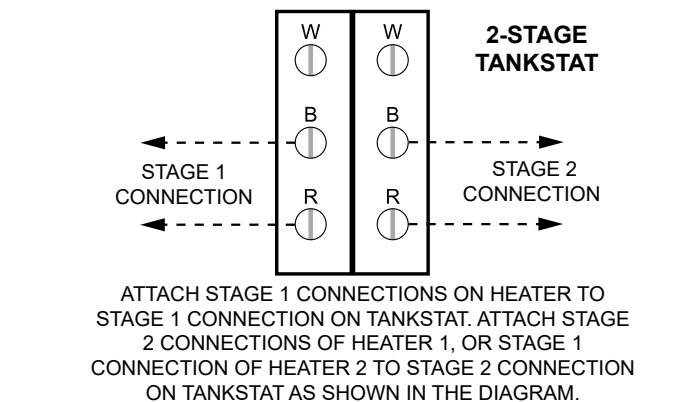 2-STAGE
TANKSTAT
W W
B B
STAGE 1
CONNECTION
STAGE 2
CONNECTION
R R
ATTACH STAGE 1 CONNECTIONS ON HEATER TO
STAGE 1 CONNECTION ON TANKSTAT. ATTACH STAGE
2 CONNECTIONS OF HEATER 1, OR STAGE 1
CONNECTION OF HEATER 2 TO STAGE 2 CONNECTION
ON TANKSTAT AS SHOWN IN THE DIAGRAM.